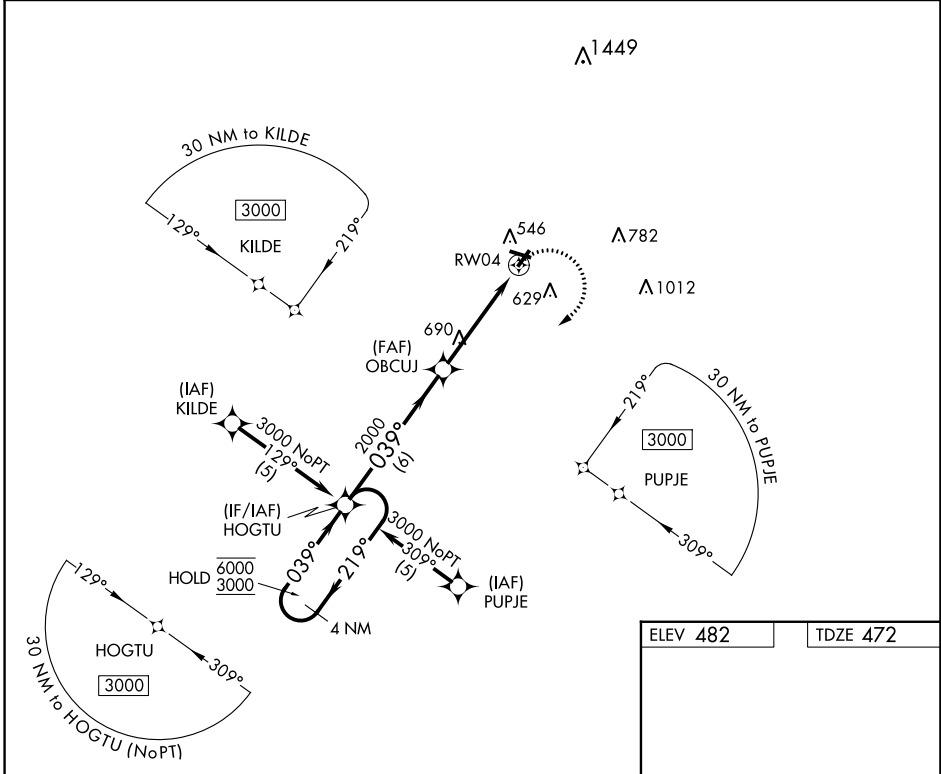 1449
30 NM to KILDE
3000
KILDE
129°
219°
546
782
RW04
629
1012
690
(FAF)
OBCUJ
(IAF)
KILDE
3000 NoPT
129°
(5)
2000
039°
(6)
30 NM to PUPJE
219°
3000
PUPJE
309°
(IF/IAF)
HOGTU
3000 NoPT
309°
(5)
(IAF)
PUPJE
HOLD
6000
3000
039°
219°
4 NM
129°
HOGTU
3000
309°
30 NM to HOGTU (NoPT)
ELEV 482
TDZE 472